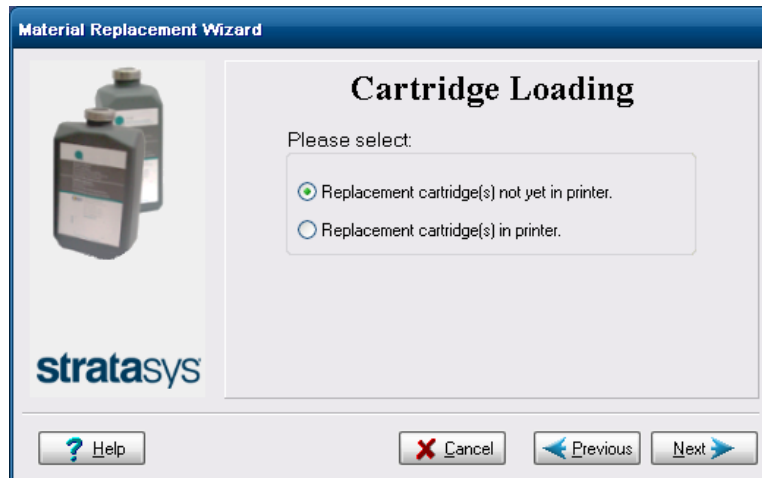 Material Replacement Wizard
Cartridge Loading
Please select:
Replacement cartridge(s) not yet in printer.
Replacement cartridge(s) in printer.
stratasys
Help
Cancel
Previous
Next